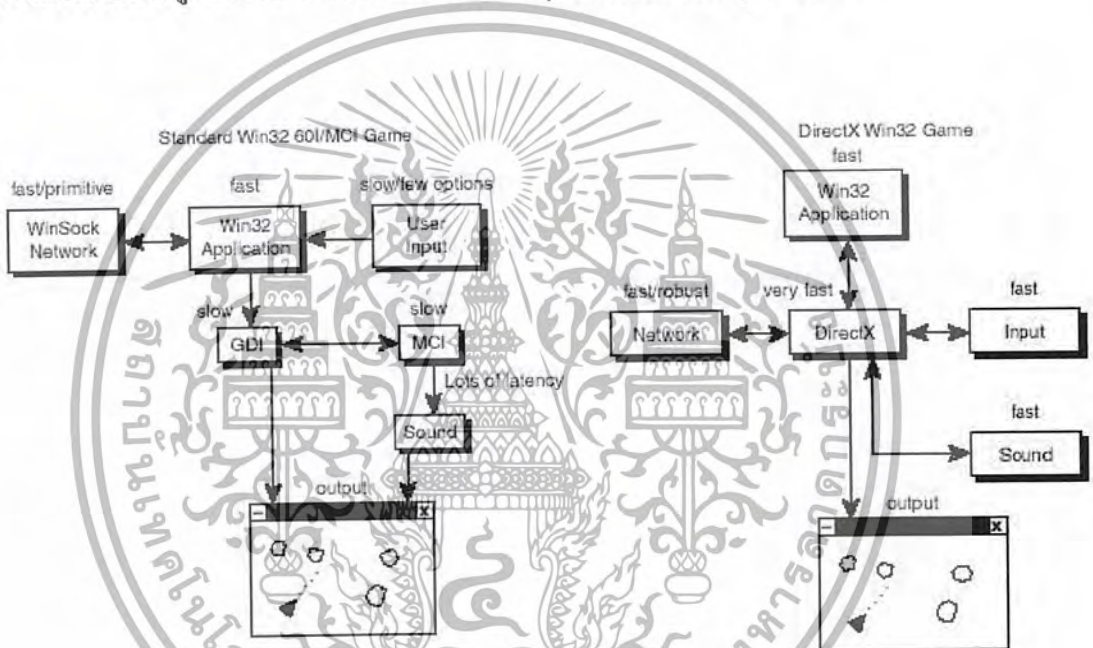 Standard Win32 60I/MCI Game
fast/primitive
WinSock
Network
fast
Win32
Application
slow/few options
User
Input
slow
GDI
slow
MCI
Lots of latency
Sound
output
DirectX Win32 Game
fast
Win32
Application
fast/robust
Network
very fast
DirectX
fast
Input
fast
Sound
output